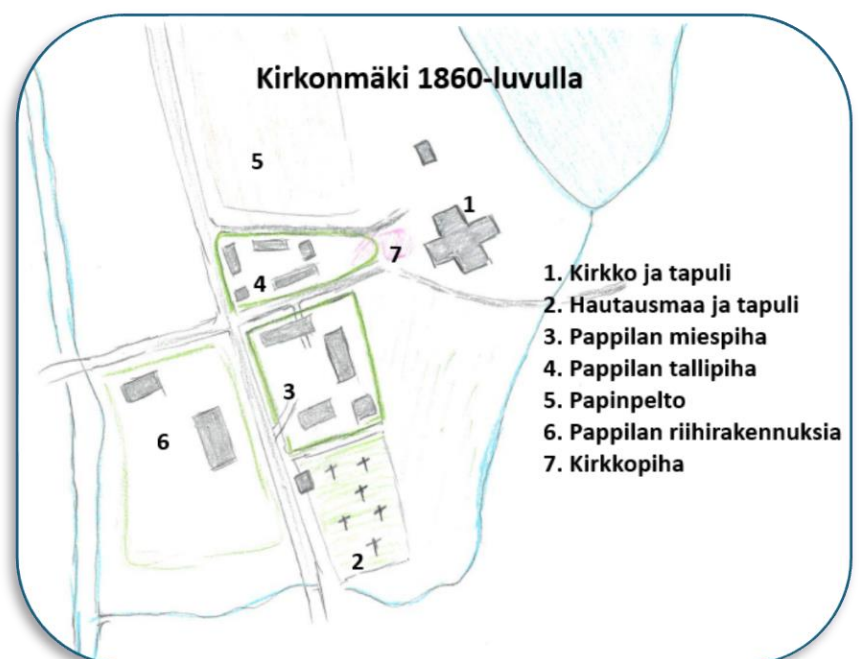 Kirkonmäki 1860-luvulla
5
1
7
4
3
6
2
1. Kirkko ja tapuli
2. Hautausmaa ja tapuli
3. Pappilan miespiha
4. Pappilan tallipiha
5. Papinpelto
6. Pappilan riihirakennuksia
7. Kirkkopiha